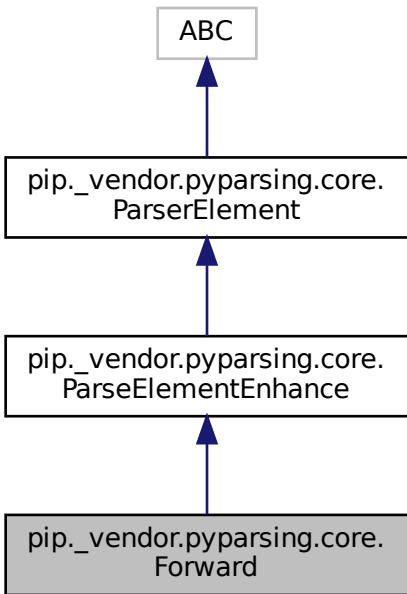 ABC
pip._vendor.pyparsing.core.
ParserElement
pip._vendor.pyparsing.core.
ParseElementEnhance
pip._vendor.pyparsing.core.
Forward